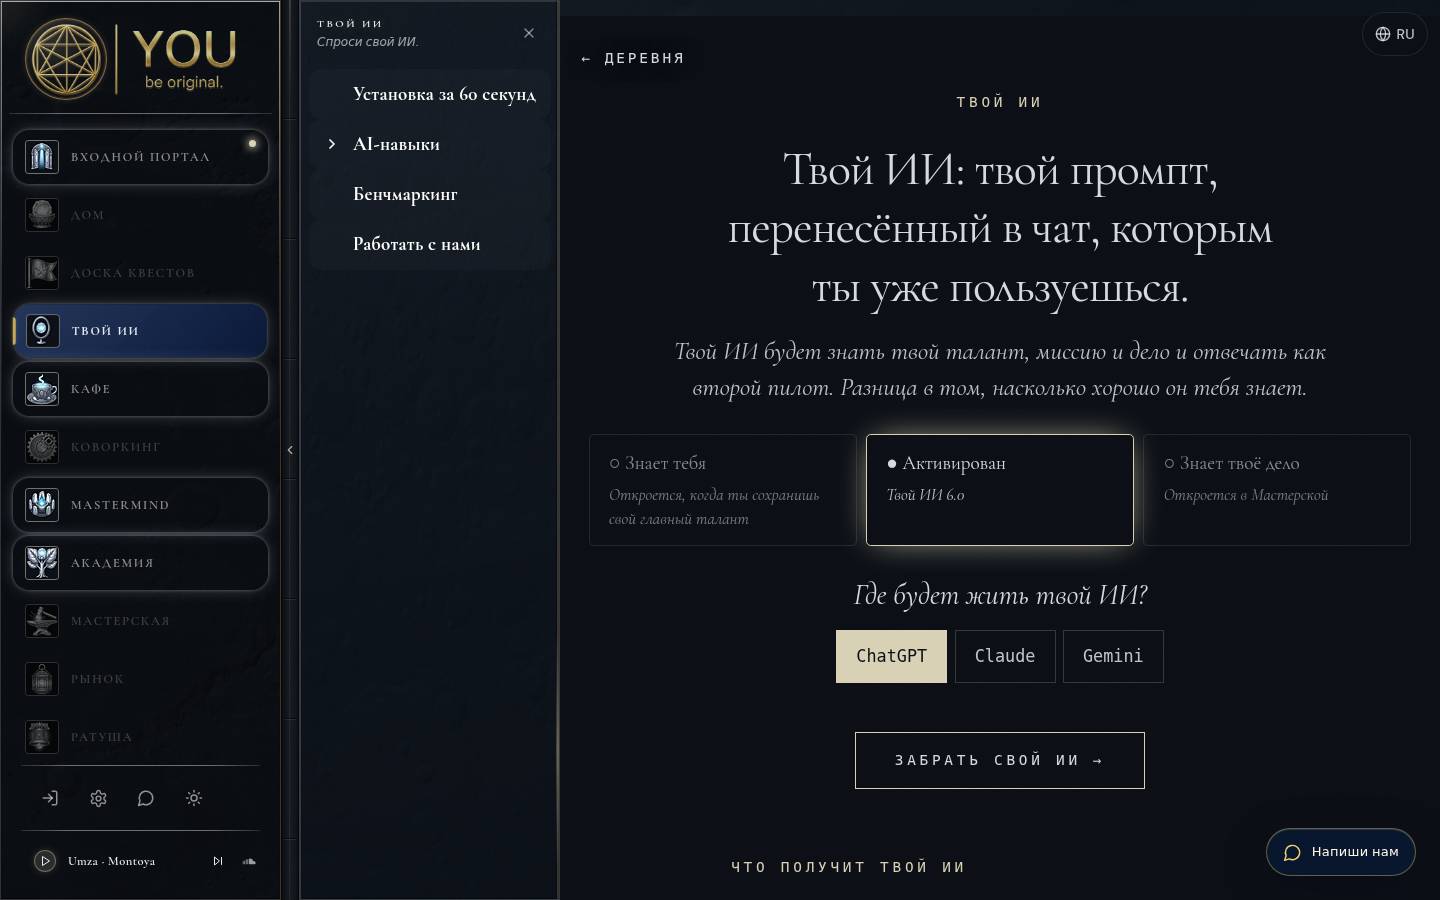 YOU
be original.
ВХОДНОЙ ПОРТАЛ
ДОМ
ДОСКА КВЕСТОВ
ТВОЙ ИИ
КАФЕ
КОВОРКИНГ
MASTERMIND
АКАДЕМИЯ
МАСТЕРСКАЯ
РЫНОК
РАТУША
Umza - Montoya
ТВОЙ ИИ
Спроси свой ИИ.
Установка за 60 секунд
AI-навыки
Бенчмаркинг
Работать с нами
← ДЕРЕВНЯ
RU
ТВОЙ ИИ
Твой ИИ: твой промпт,
перенесённый в чат, которым
ты уже пользуешься.
Твой ИИ будет знать твой талант, миссию и дело и отвечать как
второй пилот. Разница в том, насколько хорошо он тебя знает.
○ Знает тебя
Откроется, когда ты сохранишь
свой главный талант
● Активирован
Твой ИИ 6.0
○ Знает твоё дело
Откроется в Мастерской
Где будет жить твой ИИ?
ChatGPT
Claude
Gemini
ЗАБРАТЬ СВОЙ ИИ →
ЧТО ПОЛУЧИТ ТВОЙ ИИ
Напиши нам